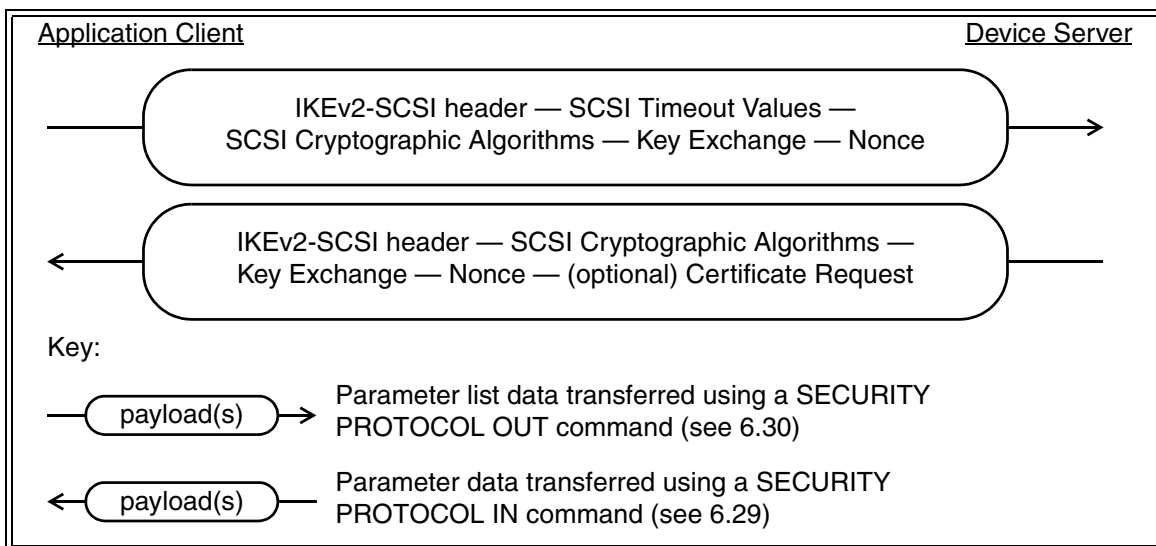 Application Client
Device Server
IKEv2-SCSI header — SCSI Timeout Values —
SCSI Cryptographic Algorithms — Key Exchange — Nonce
IKEv2-SCSI header — SCSI Cryptographic Algorithms —
Key Exchange — Nonce — (optional) Certificate Request
Key:
payload(s)
Parameter list data transferred using a SECURITY
PROTOCOL OUT command (see 6.30)
payload(s)
Parameter data transferred using a SECURITY
PROTOCOL IN command (see 6.29)